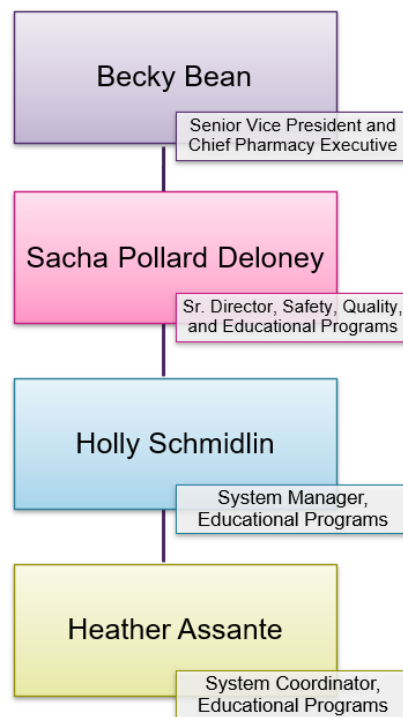 Becky Bean
Senior Vice President and
Chief Pharmacy Executive
Sacha Pollard Deloney
Sr. Director, Safety, Quality,
and Educational Programs
Holly Schmidlin
System Manager,
Educational Programs
Heather Assante
System Coordinator,
Educational Programs